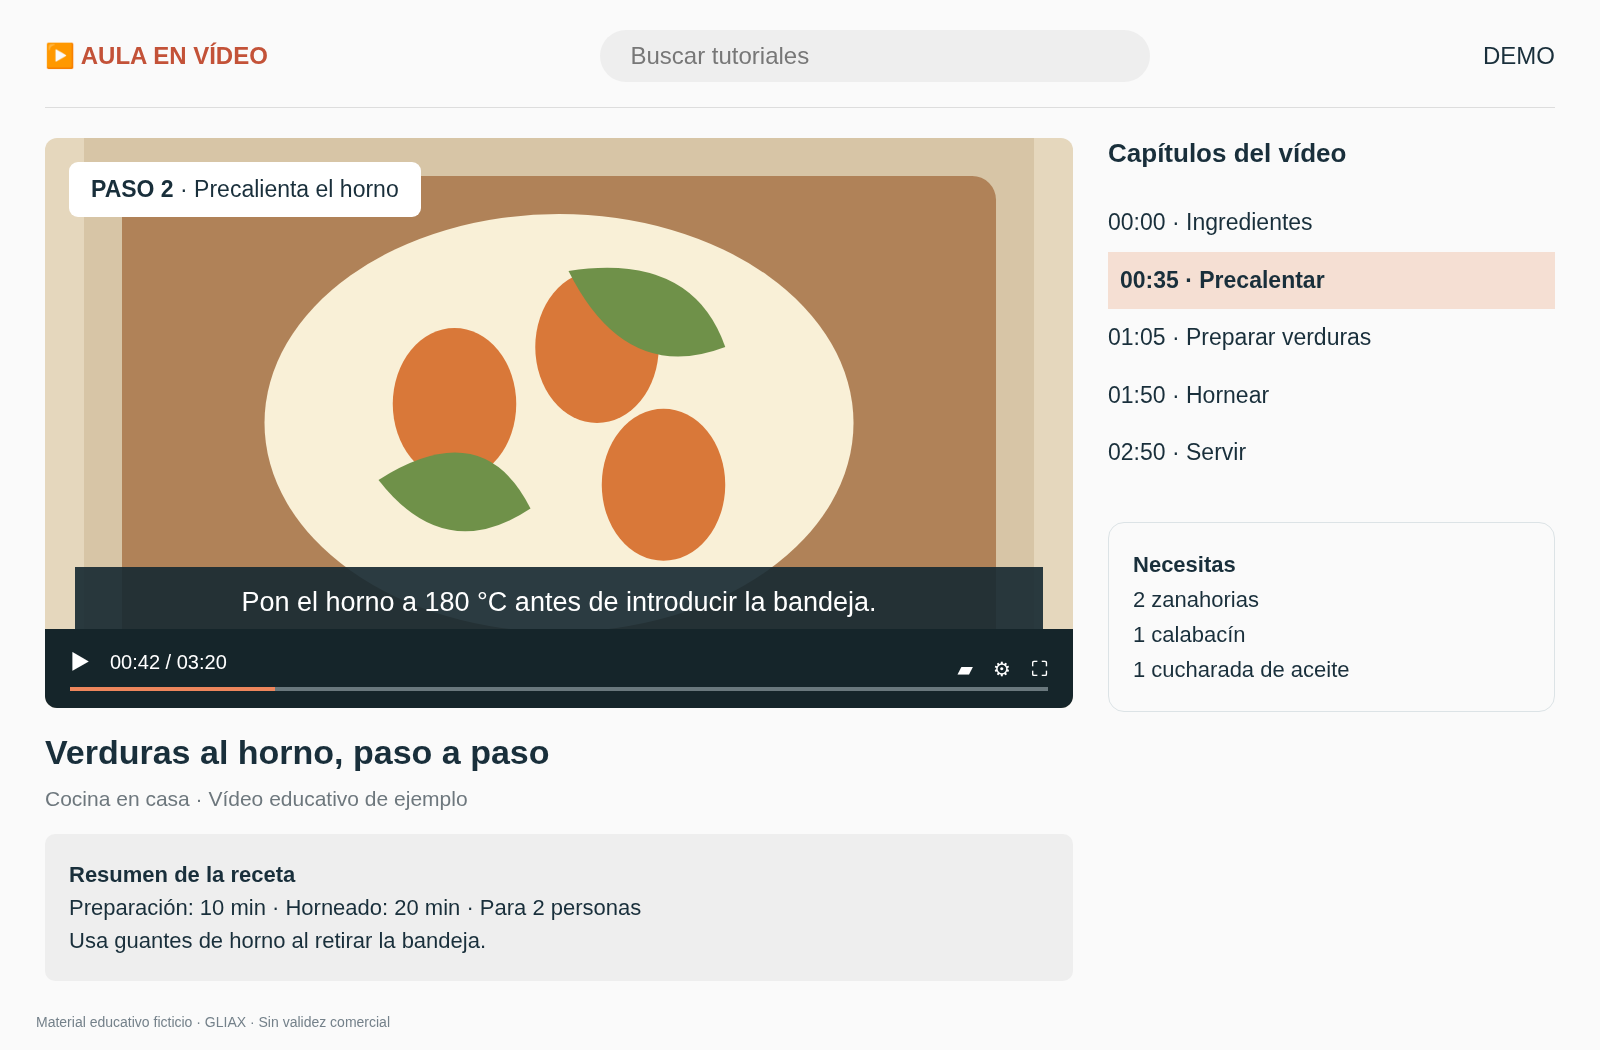 ▶️ AULA EN VÍDEO
Buscar tutoriales
DEMO
PASO 2 · Precalienta el horno
Pon el horno a 180 °C antes de introducir la bandeja.
00:42 / 03:20
Verduras al horno, paso a paso
Cocina en casa · Vídeo educativo de ejemplo
Resumen de la receta
Preparación: 10 min · Horneado: 20 min · Para 2 personas
Usa guantes de horno al retirar la bandeja.
Capítulos del vídeo
00:00 · Ingredientes
00:35 · Precalentar
01:05 · Preparar verduras
01:50 · Hornear
02:50 · Servir
Necesitas
2 zanahorias
1 calabacín
1 cucharada de aceite
Material educativo ficticio · GLIAX · Sin validez comercial